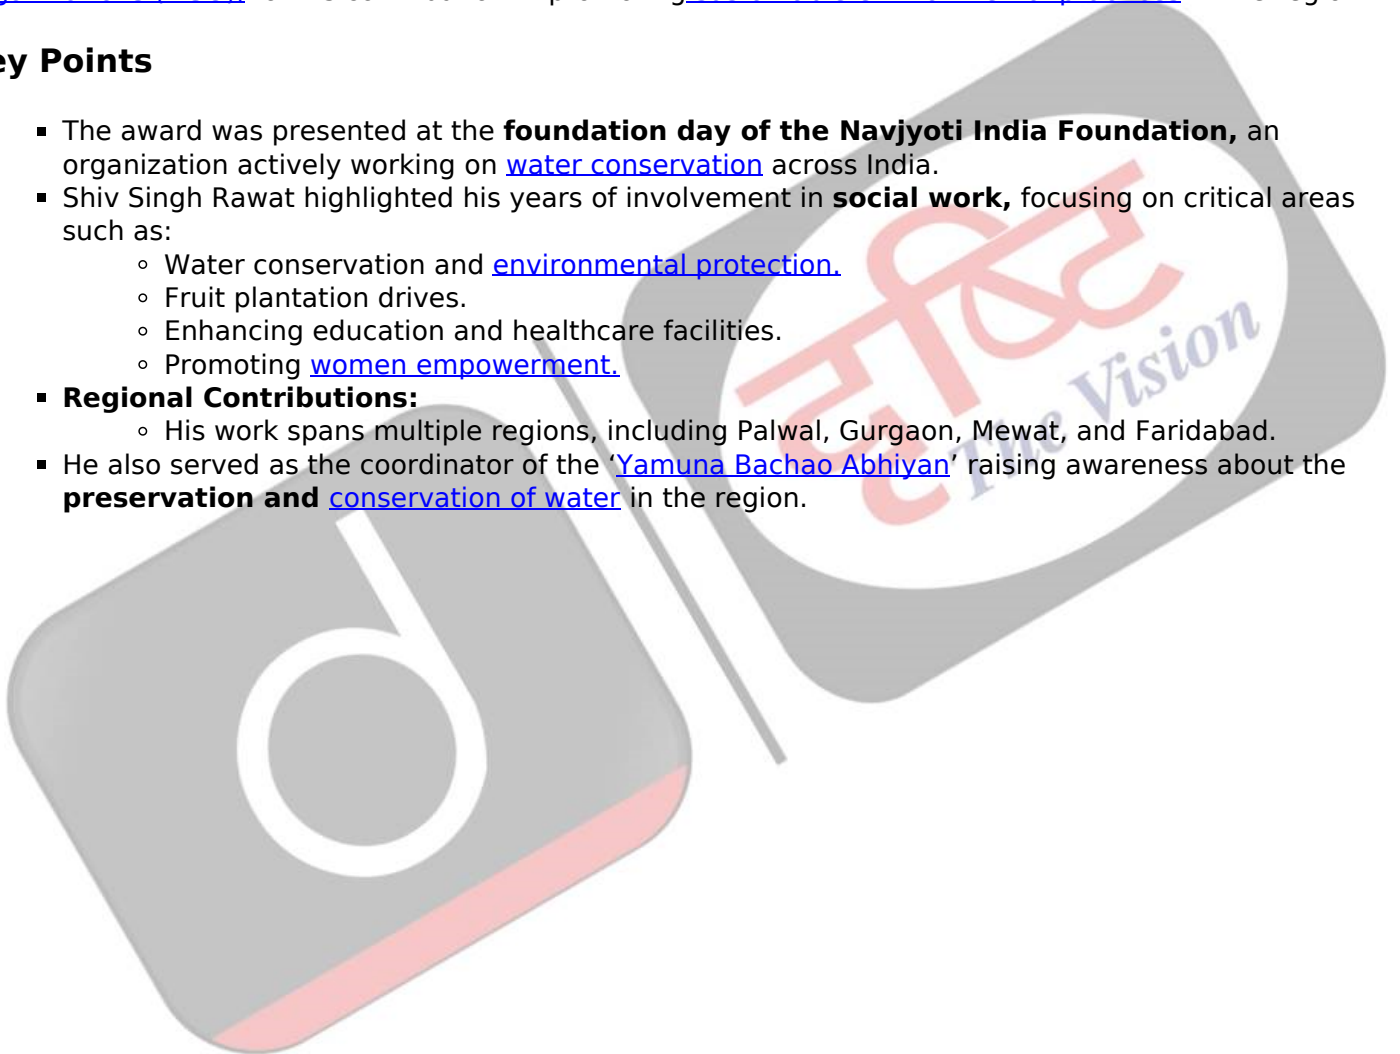 ey Points
▪ The award was presented at the foundation day of the Navjyoti India Foundation, an
organization actively working on water conservation across India.
▪ Shiv Singh Rawat highlighted his years of involvement in social work, focusing on critical areas
such as:
◦ Water conservation and environmental protection.
◦ Fruit plantation drives.
◦ Enhancing education and healthcare facilities.
◦ Promoting women empowerment.
▪ Regional Contributions:
◦ His work spans multiple regions, including Palwal, Gurgaon, Mewat, and Faridabad.
▪ He also served as the coordinator of the ‘Yamuna Bachao Abhiyan’ raising awareness about the
preservation and conservation of water in the region.
d
दृष्टि
The Vision